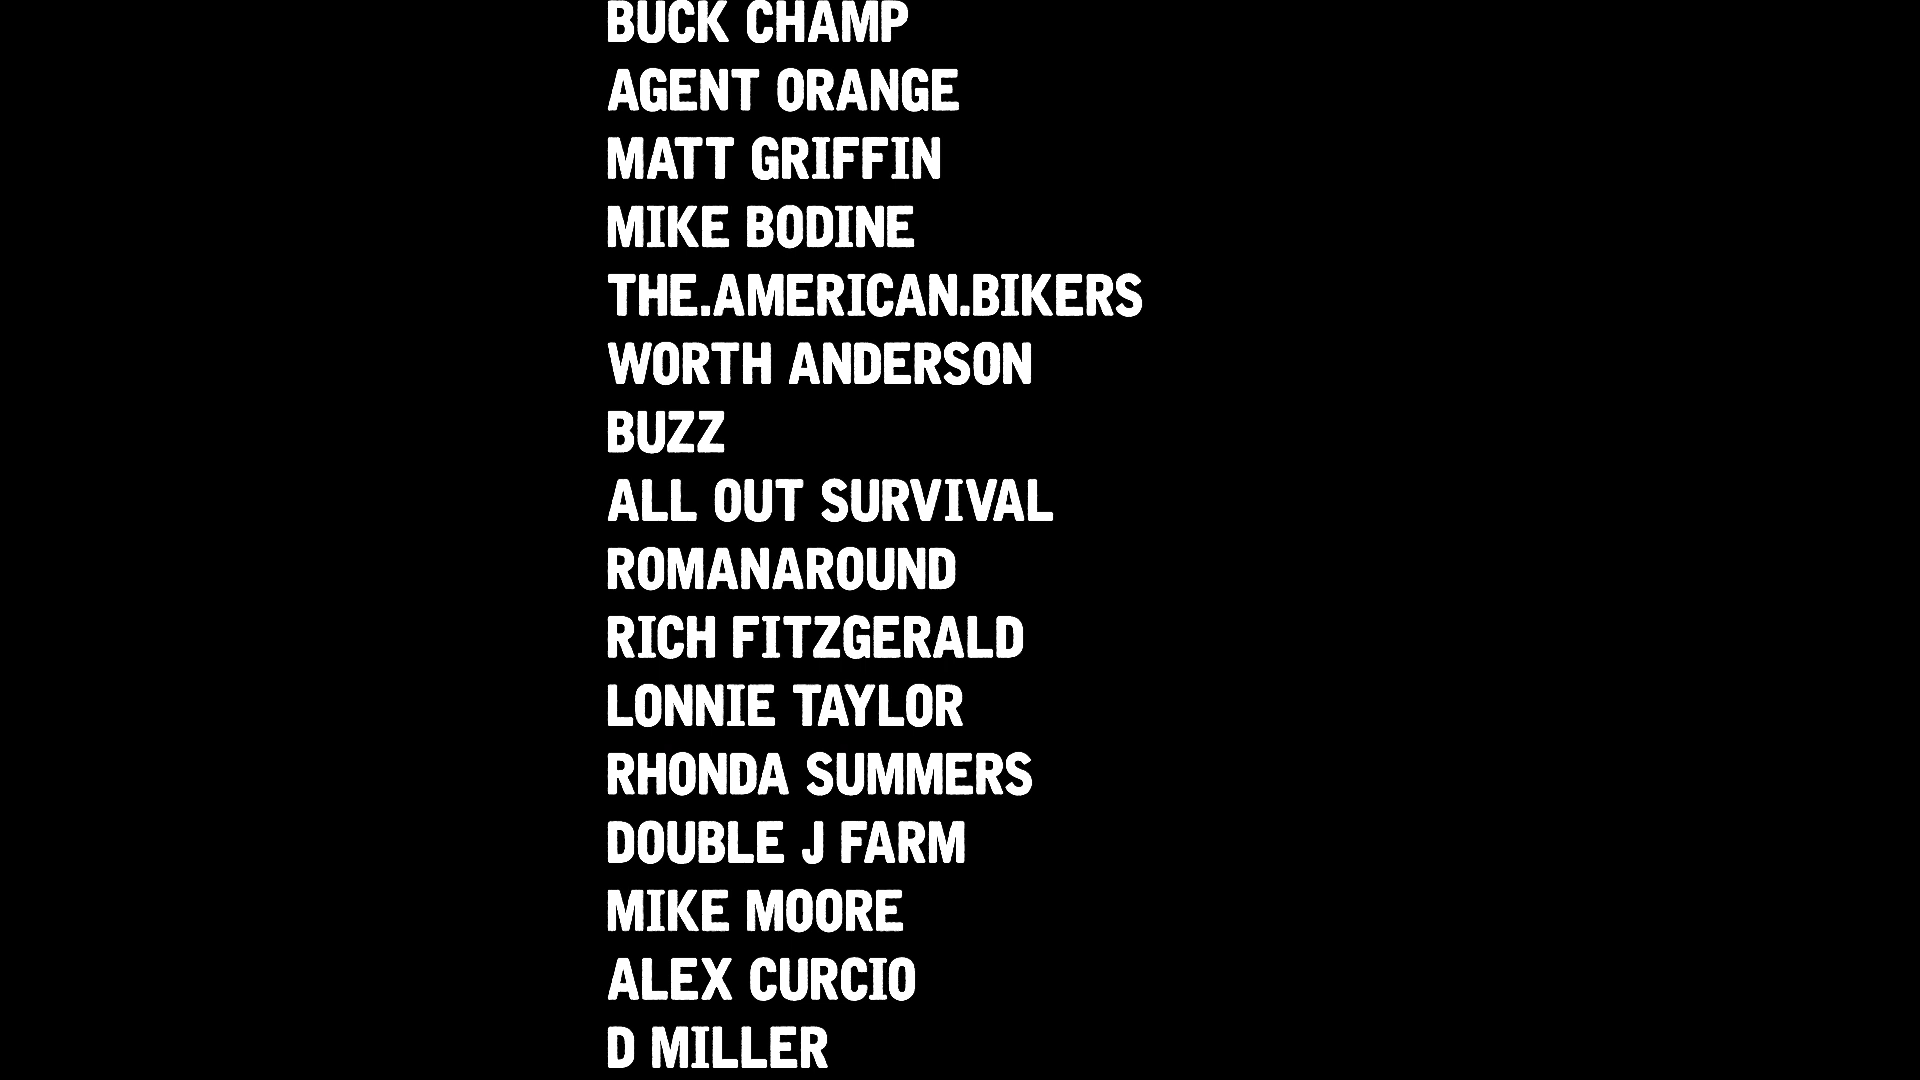 BUCK CHAMP
AGENT ORANGE
MATT GRIFFIN
MIKE BODINE
THE.AMERICAN.BIKERS
WORTH ANDERSON
BUZZ
ALL OUT SURVIVAL
ROMANAROUND
RICH FITZGERALD
LONNIE TAYLOR
RHONDA SUMMERS
DOUBLE J FARM
MIKE MOORE
ALEX CURCIO
D MILLER